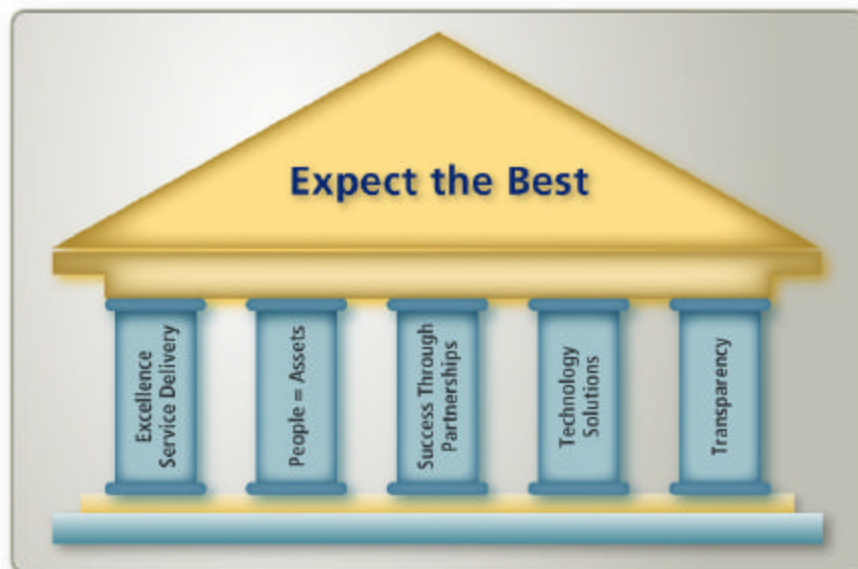 Expect the Best
Excellence
Service Delivery
People = Assets
Success Through
Partnerships
Technology
Solutions
Transparency